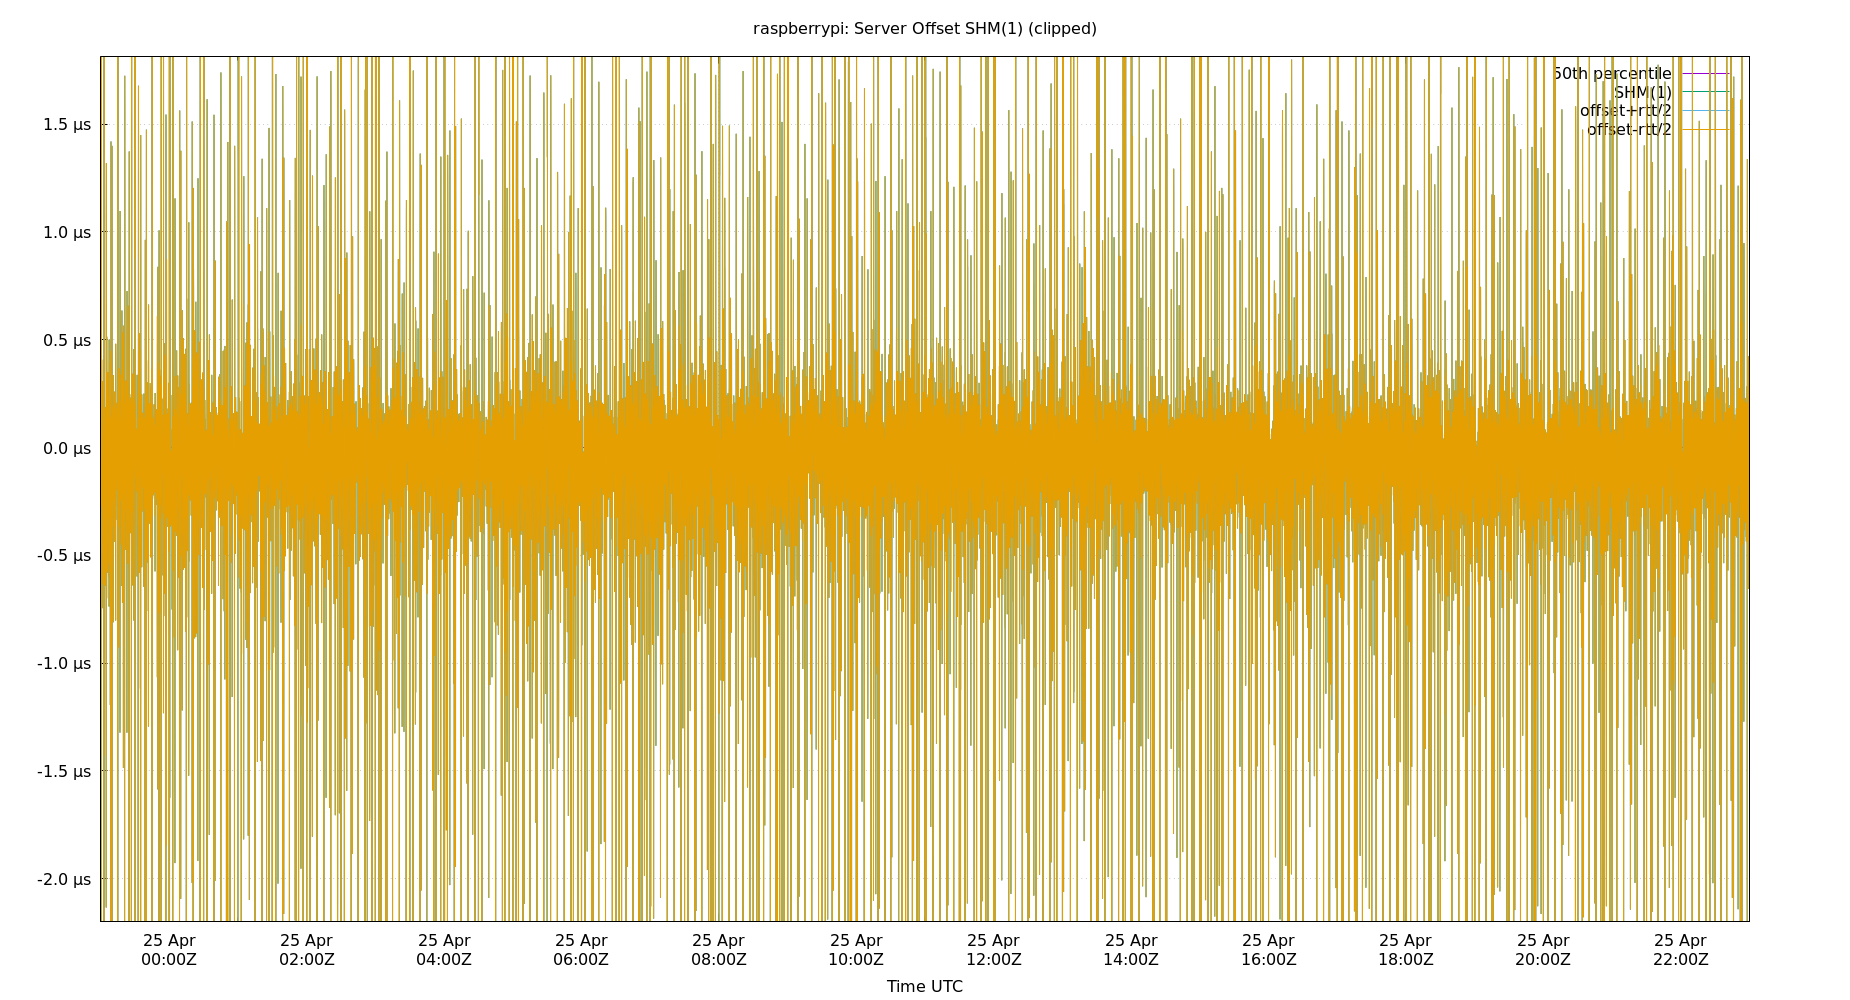 raspberrypi: Server Offset SHM(1) (clipped)
50th percentile
SHM(1)
offset+rtt/2
offset-rtt/2
1.5 µs
1.0 µs
0.5 µs
0.0 µs
-0.5 µs
-1.0 µs
-1.5 µs
-2.0 µs
25 Apr 25 Apr 25 Apr 25 Apr 25 Apr 25 Apr 25 Apr 25 Apr 25 Apr 25 Apr 25 Apr 25 Apr
00:00Z 02:00Z 04:00Z 06:00Z 08:00Z 10:00Z 12:00Z 14:00Z 16:00Z 18:00Z 20:00Z 22:00Z
Time UTC